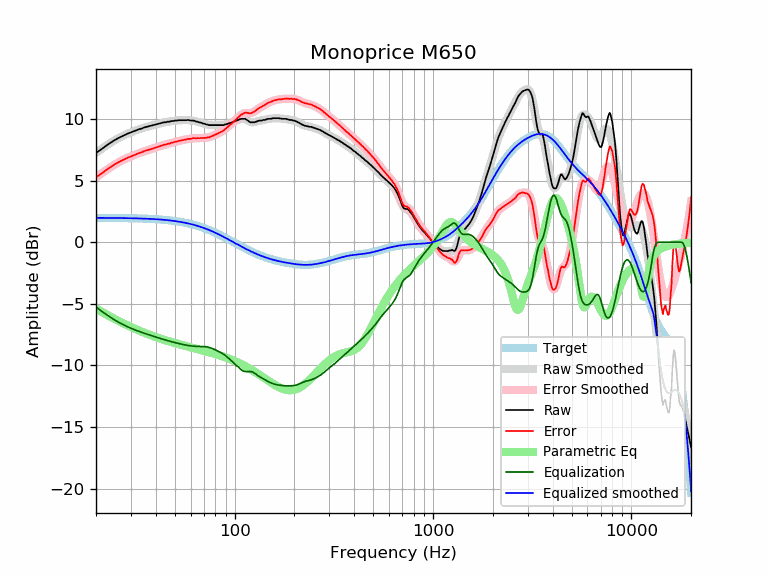 Monoprice M650
10
5
0
−5
−10
−15
−20
Amplitude (dBr)
100
1000
10000
Frequency (Hz)
Target
Raw Smoothed
Error Smoothed
Raw
Error
Parametric Eq
Equalization
Equalized smoothed